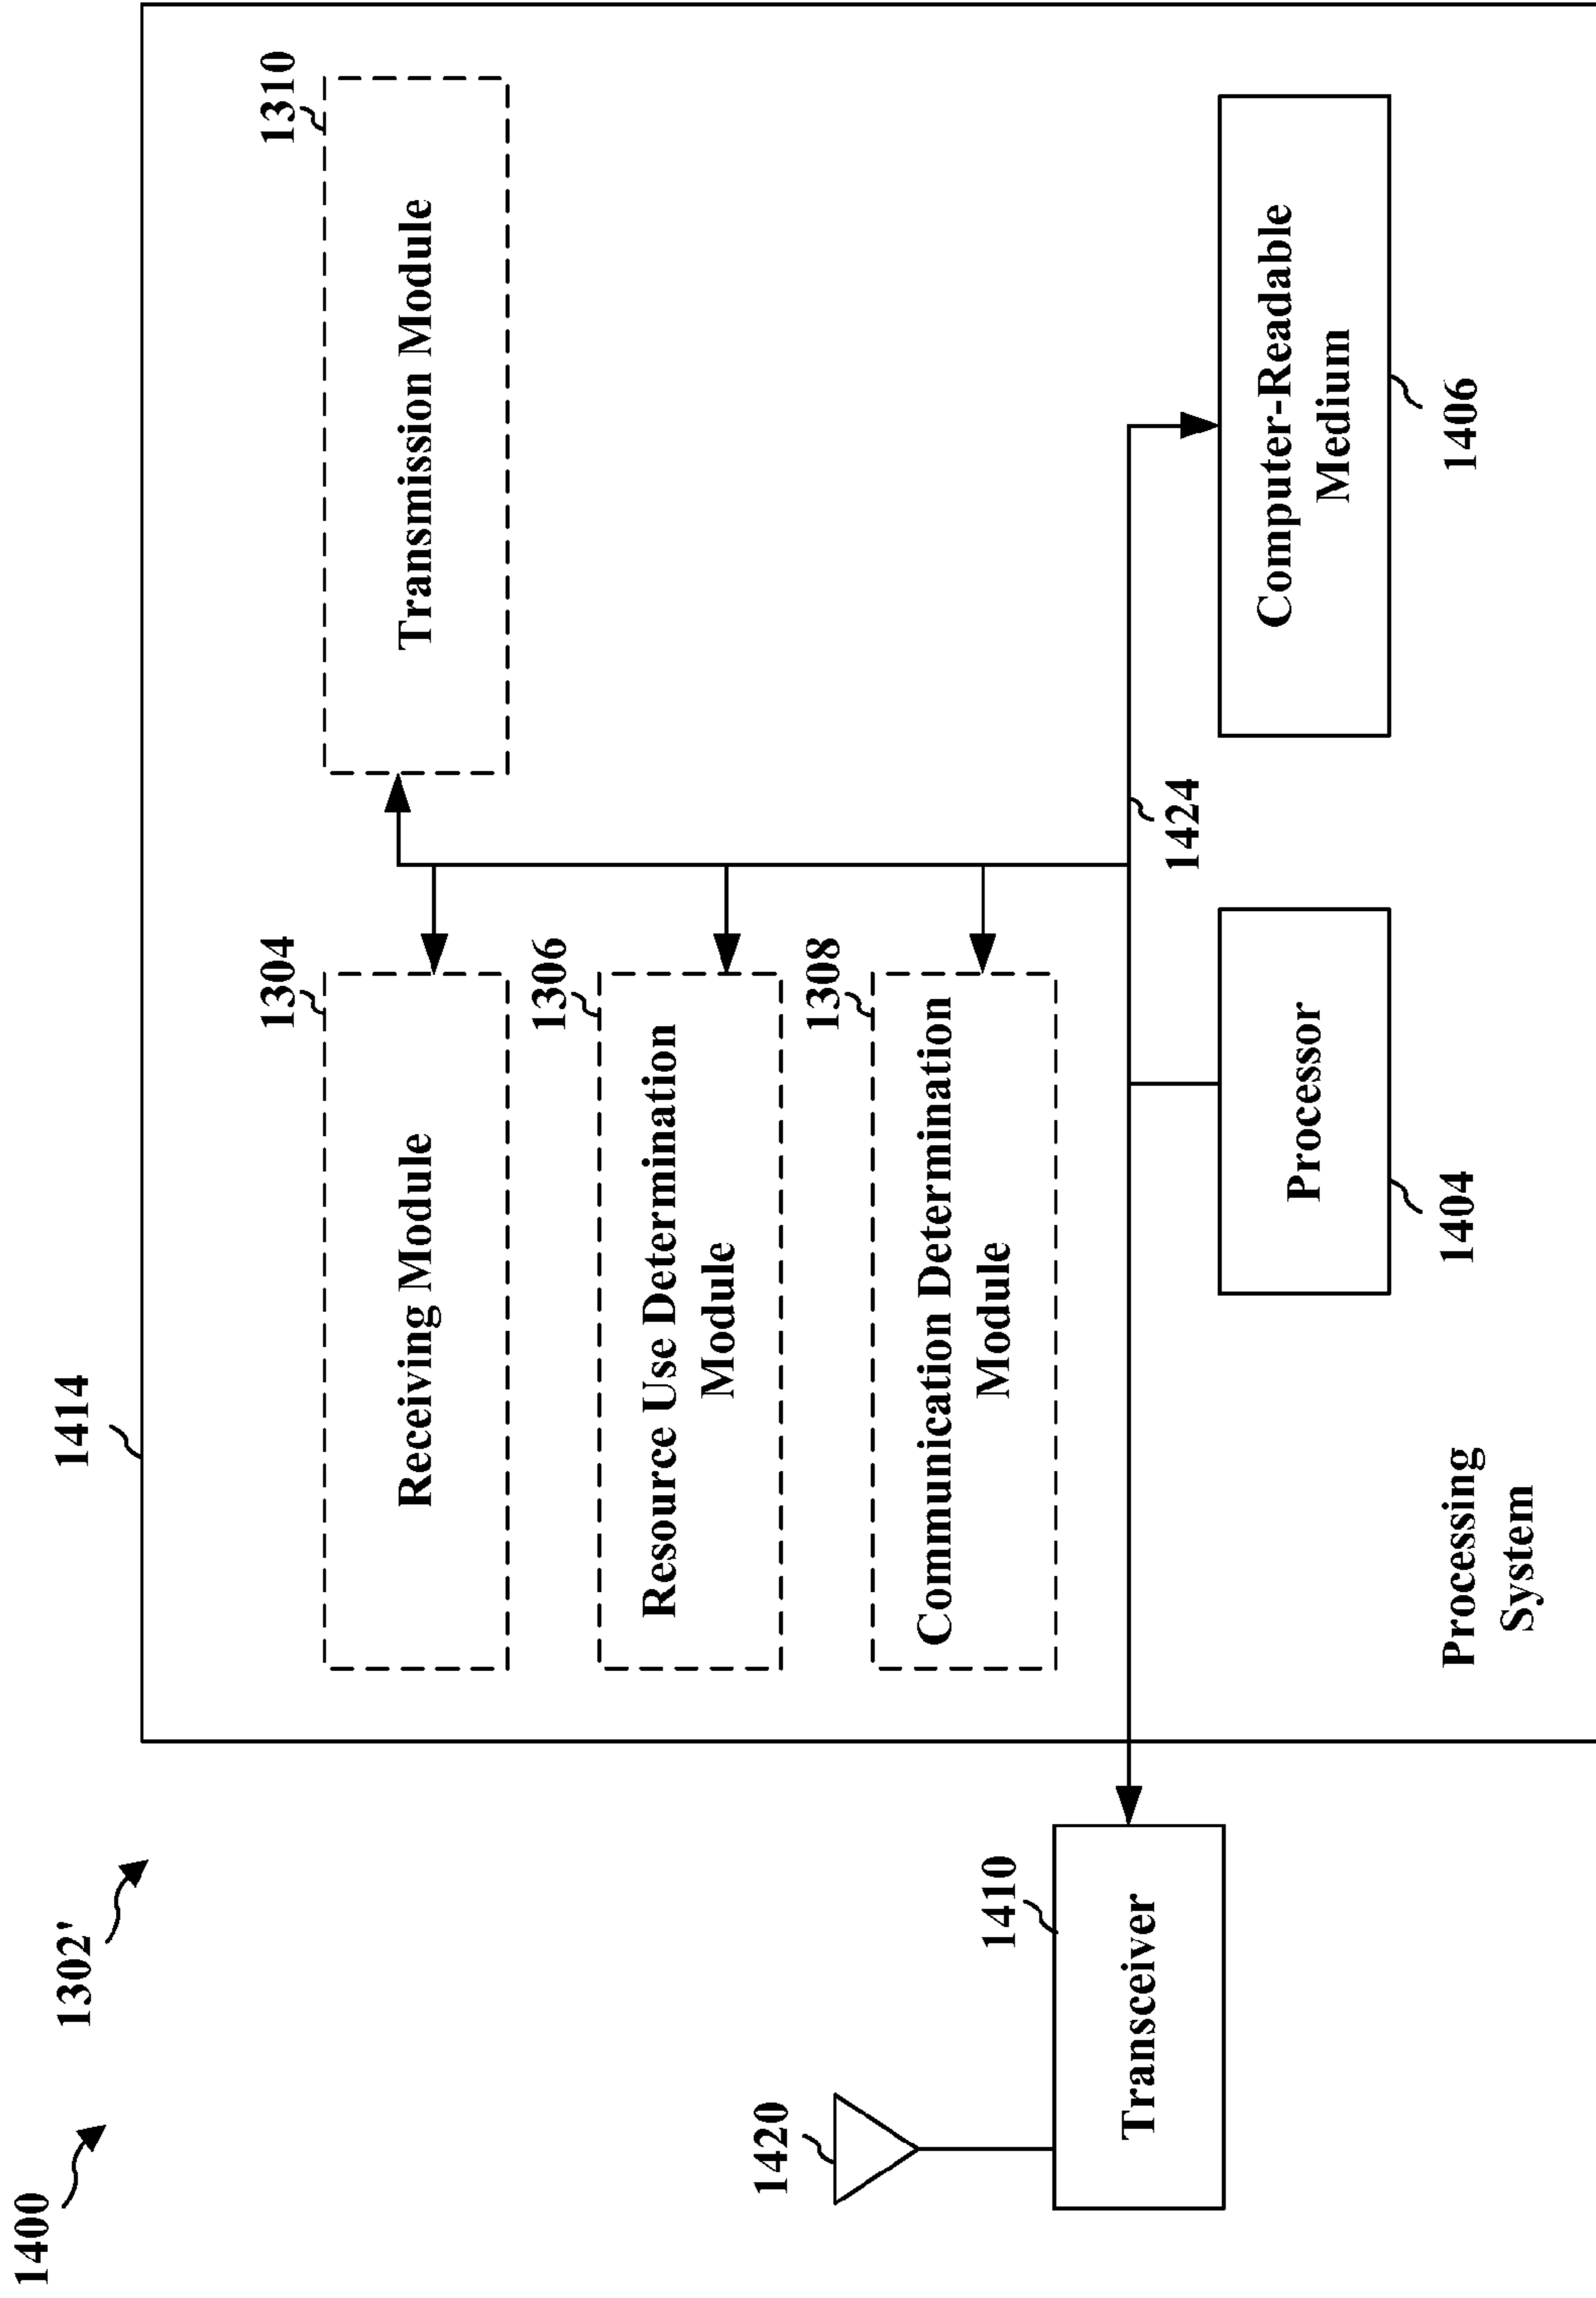 1400
1302'
1414
1304
1310
Receiving Module
Transmission Module
1306
Resource Use Determination
Module
1308
Communication Determination
Module
1420
1410
Transceiver
1424
Processor
1404
Computer-Readable
Medium
1406
Processing
System